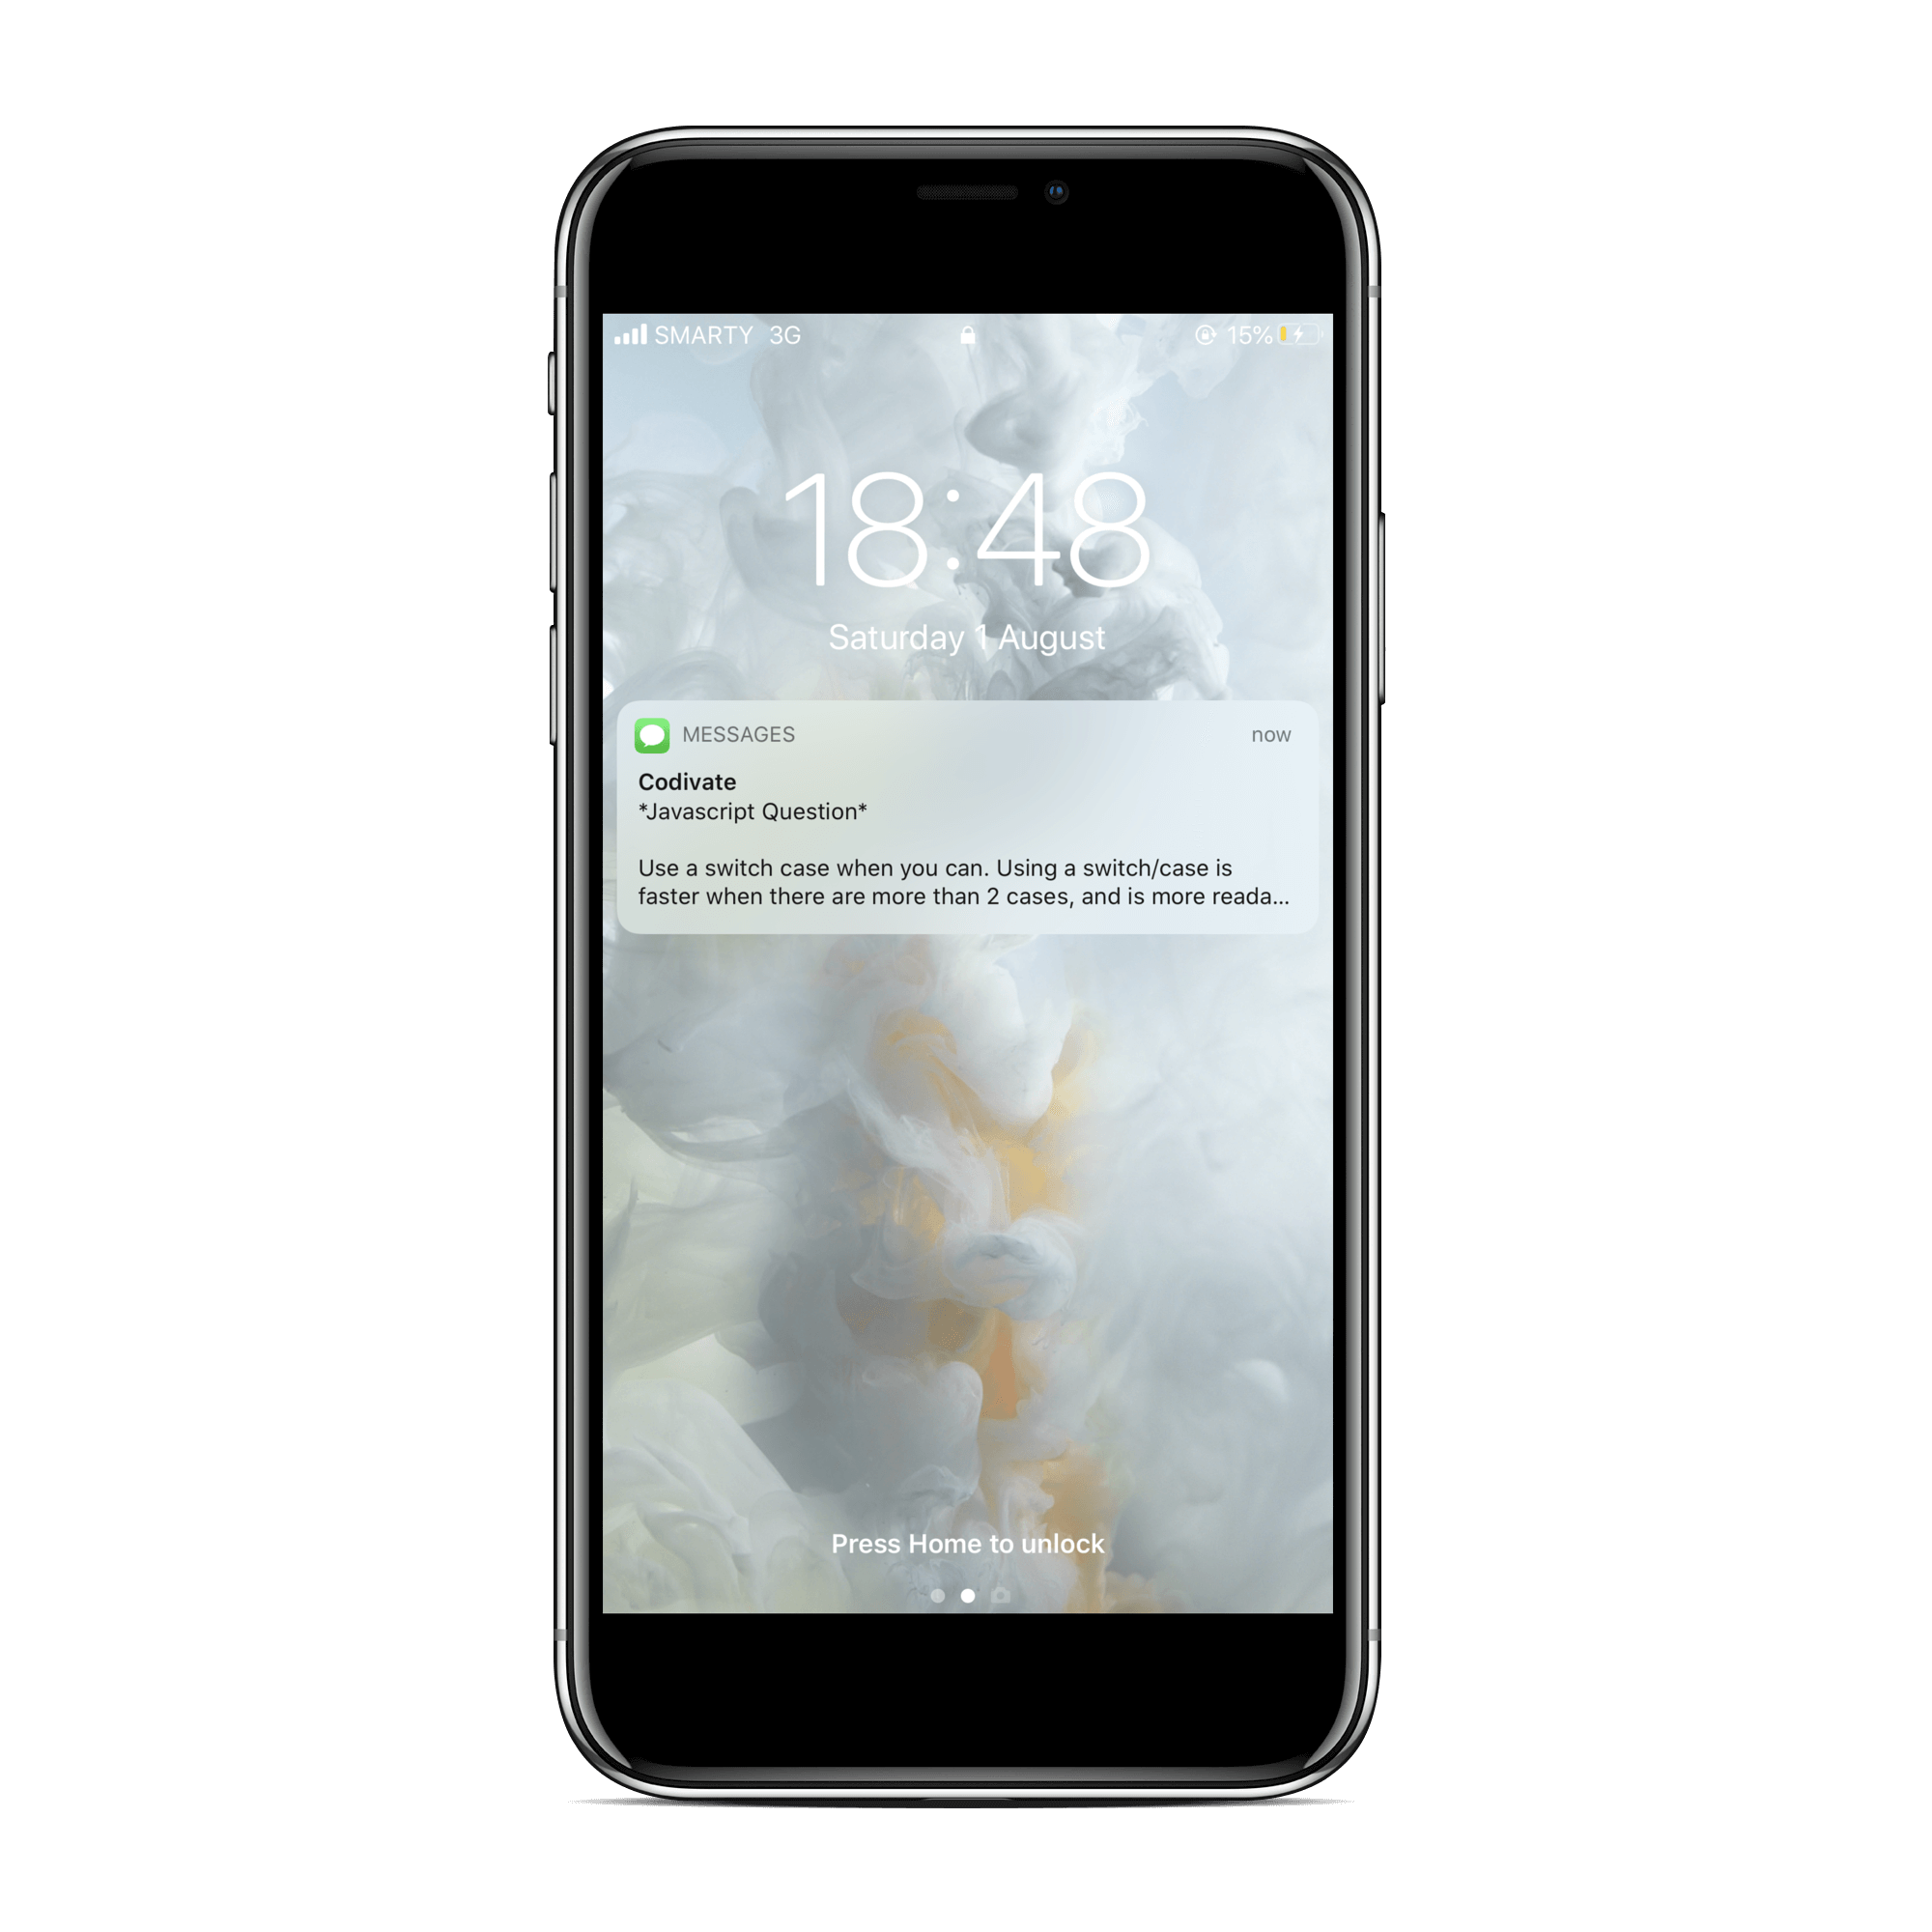 SMARTY 3G 15%
18:48
Saturday 1 August
MESSAGES now
Codivate
*Javascript Question*
Use a switch case when you can. Using a switch/case is
faster when there are more than 2 cases, and is more reada...
Press Home to unlock